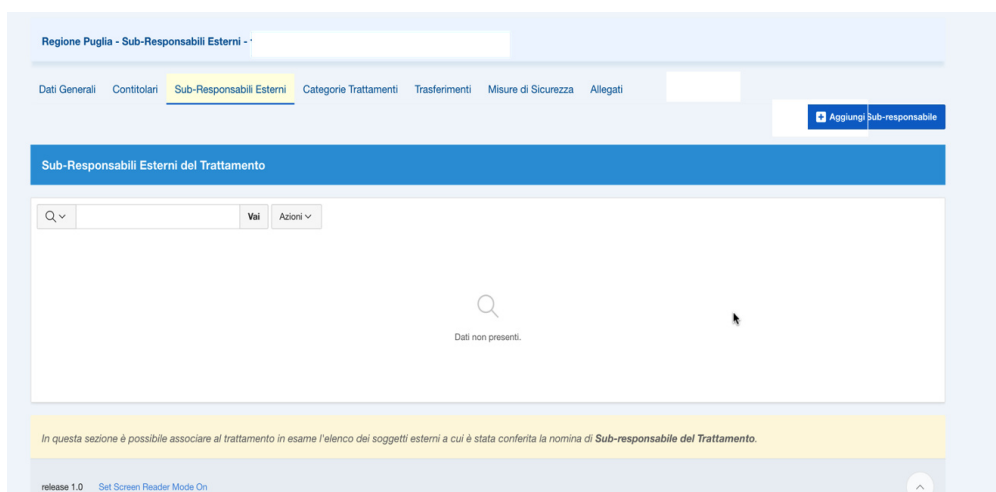 Regione Puglia - Sub-Responsabili Esterni -
Dati Generali Contitolari Sub-Responsabili Esterni Categorie Trattamenti Trasferimenti Misure di Sicurezza Allegati
Aggiungi Sub-responsabile
Sub-Responsabili Esterni del Trattamento
Vai Azioni
Dati non presenti.
In questa sezione è possibile associare al trattamento in esame l'elenco dei soggetti esterni a cui è stata conferita la nomina di Sub-responsabile del Trattamento.
release 1.0 Set Screen Reader Mode On